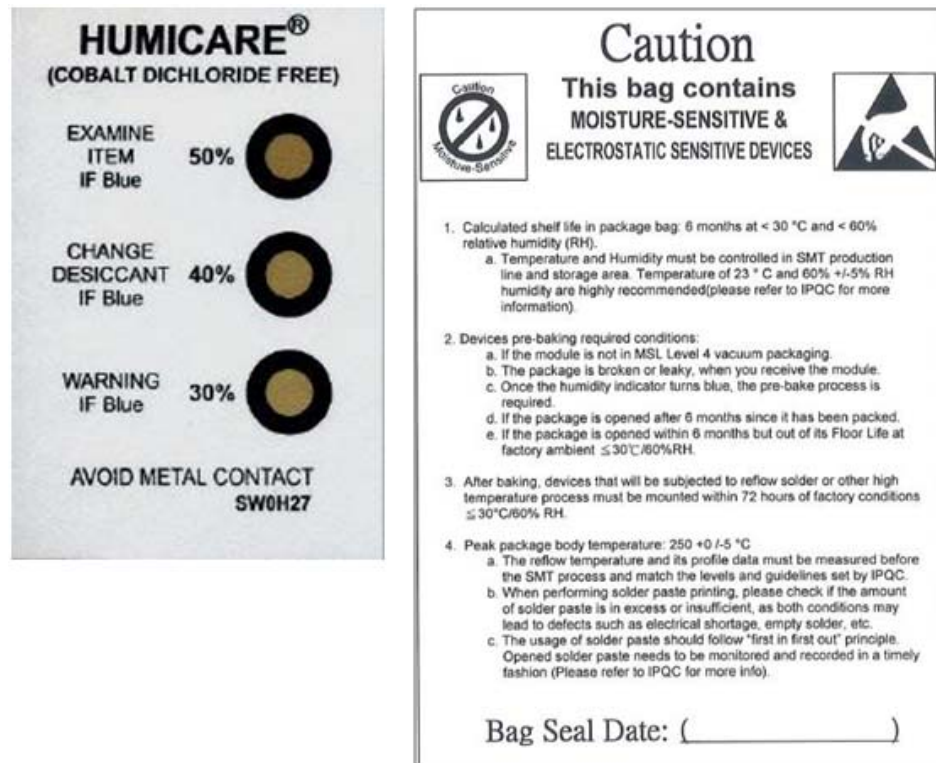 HUMICARE®
(COBALT DICHLORIDE FREE)
EXAMINE
ITEM
IF Blue
50%
CHANGE
DESICCANT
IF Blue
40%
WARNING
IF Blue
30%
AVOID METAL CONTACT
SW0H27
Caution
This bag contains
MOISTURE-SENSITIVE &
ELECTROSTATIC SENSITIVE DEVICES
Caution
Moisture-Sensitive
1. Calculated shelf life in package bag: 6 months at < 30 °C and < 60%
relative humidity (RH).
a. Temperature and Humidity must be controlled in SMT production
line and storage area. Temperature of 23 ° C and 60% +/-5% RH
humidity are highly recommended(please refer to IPQC for more
information).
2. Devices pre-baking required conditions:
a. If the module is not in MSL Level 4 vacuum packaging.
b. The package is broken or leaky, when you receive the module.
c. Once the humidity indicator turns blue, the pre-bake process is
required.
d. If the package is opened after 6 months since it has been packed.
e. If the package is opened within 6 months but out of its Floor Life at
factory ambient ≦30℃/60%RH.
3. After baking, devices that will be subjected to reflow solder or other high
temperature process must be mounted within 72 hours of factory conditions
≦30°C/60% RH.
4. Peak package body temperature: 250 +0 /-5 °C
a. The reflow temperature and its profile data must be measured before
the SMT process and match the levels and guidelines set by IPQC.
b. When performing solder paste printing, please check if the amount
of solder paste is in excess or insufficient, as both conditions may
lead to defects such as electrical shortage, empty solder, etc.
c. The usage of solder paste should follow "first in first out" principle.
Opened solder paste needs to be monitored and recorded in a timely
fashion (Please refer to IPQC for more info).
Bag Seal Date: (____________)